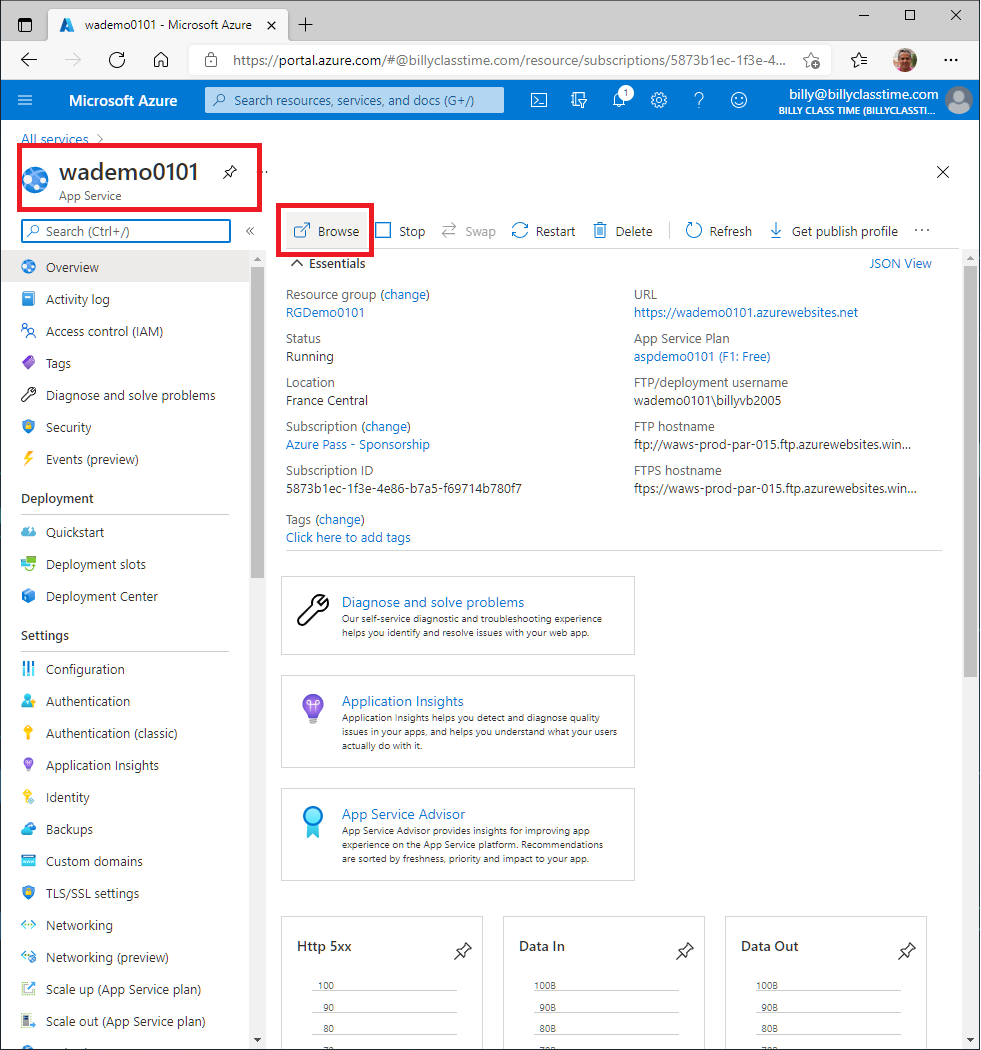 wademo0101 - Microsoft Azure
https://portal.azure.com/#@billyclasstime.com/resource/subscriptions/5873b1ec-1f3e-4...
Microsoft Azure
Search resources, services, and docs (G+/)
1
billy@billyclasstime.com
BILLY CLASS TIME (BILLYCLASSTI...
All services
wademo0101
App Service
Search (Ctrl+/)
Overview
Activity log
Access control (IAM)
Tags
Diagnose and solve problems
Security
Events (preview)
Deployment
Quickstart
Deployment slots
Deployment Center
Settings
Configuration
Authentication
Authentication (classic)
Application Insights
Identity
Backups
Custom domains
TLS/SSL settings
Networking
Networking (preview)
Scale up (App Service plan)
Scale out (App Service plan)
Browse Stop Swap Restart Delete Refresh Get publish profile ...
Essentials
JSON View
Resource group (change)
RGDemo0101
Status
Running
Location
France Central
Subscription (change)
Azure Pass - Sponsorship
Subscription ID
5873b1ec-1f3e-4e86-b7a5-f69714b780f7
URL
https://wademo0101.azurewebsites.net
App Service Plan
aspdemo0101 (F1: Free)
FTP/deployment username
wademo0101\billyvb2005
FTP hostname
ftp://waws-prod-par-015.ftp.azurewebsites.win...
FTPS hostname
ftps://waws-prod-par-015.ftp.azurewebsites.win...
Tags (change)
Click here to add tags
Diagnose and solve problems
Our self-service diagnostic and troubleshooting experience
helps you identify and resolve issues with your web app.
Application Insights
Application Insights helps you detect and diagnose quality
issues in your apps, and helps you understand what your users
actually do with it.
App Service Advisor
App Service Advisor provides insights for improving app
experience on the App Service platform. Recommendations
are sorted by freshness, priority and impact to your app.
Http 5xx
100
90
80
Data In
100B
90B
80B
Data Out
100B
90B
80B